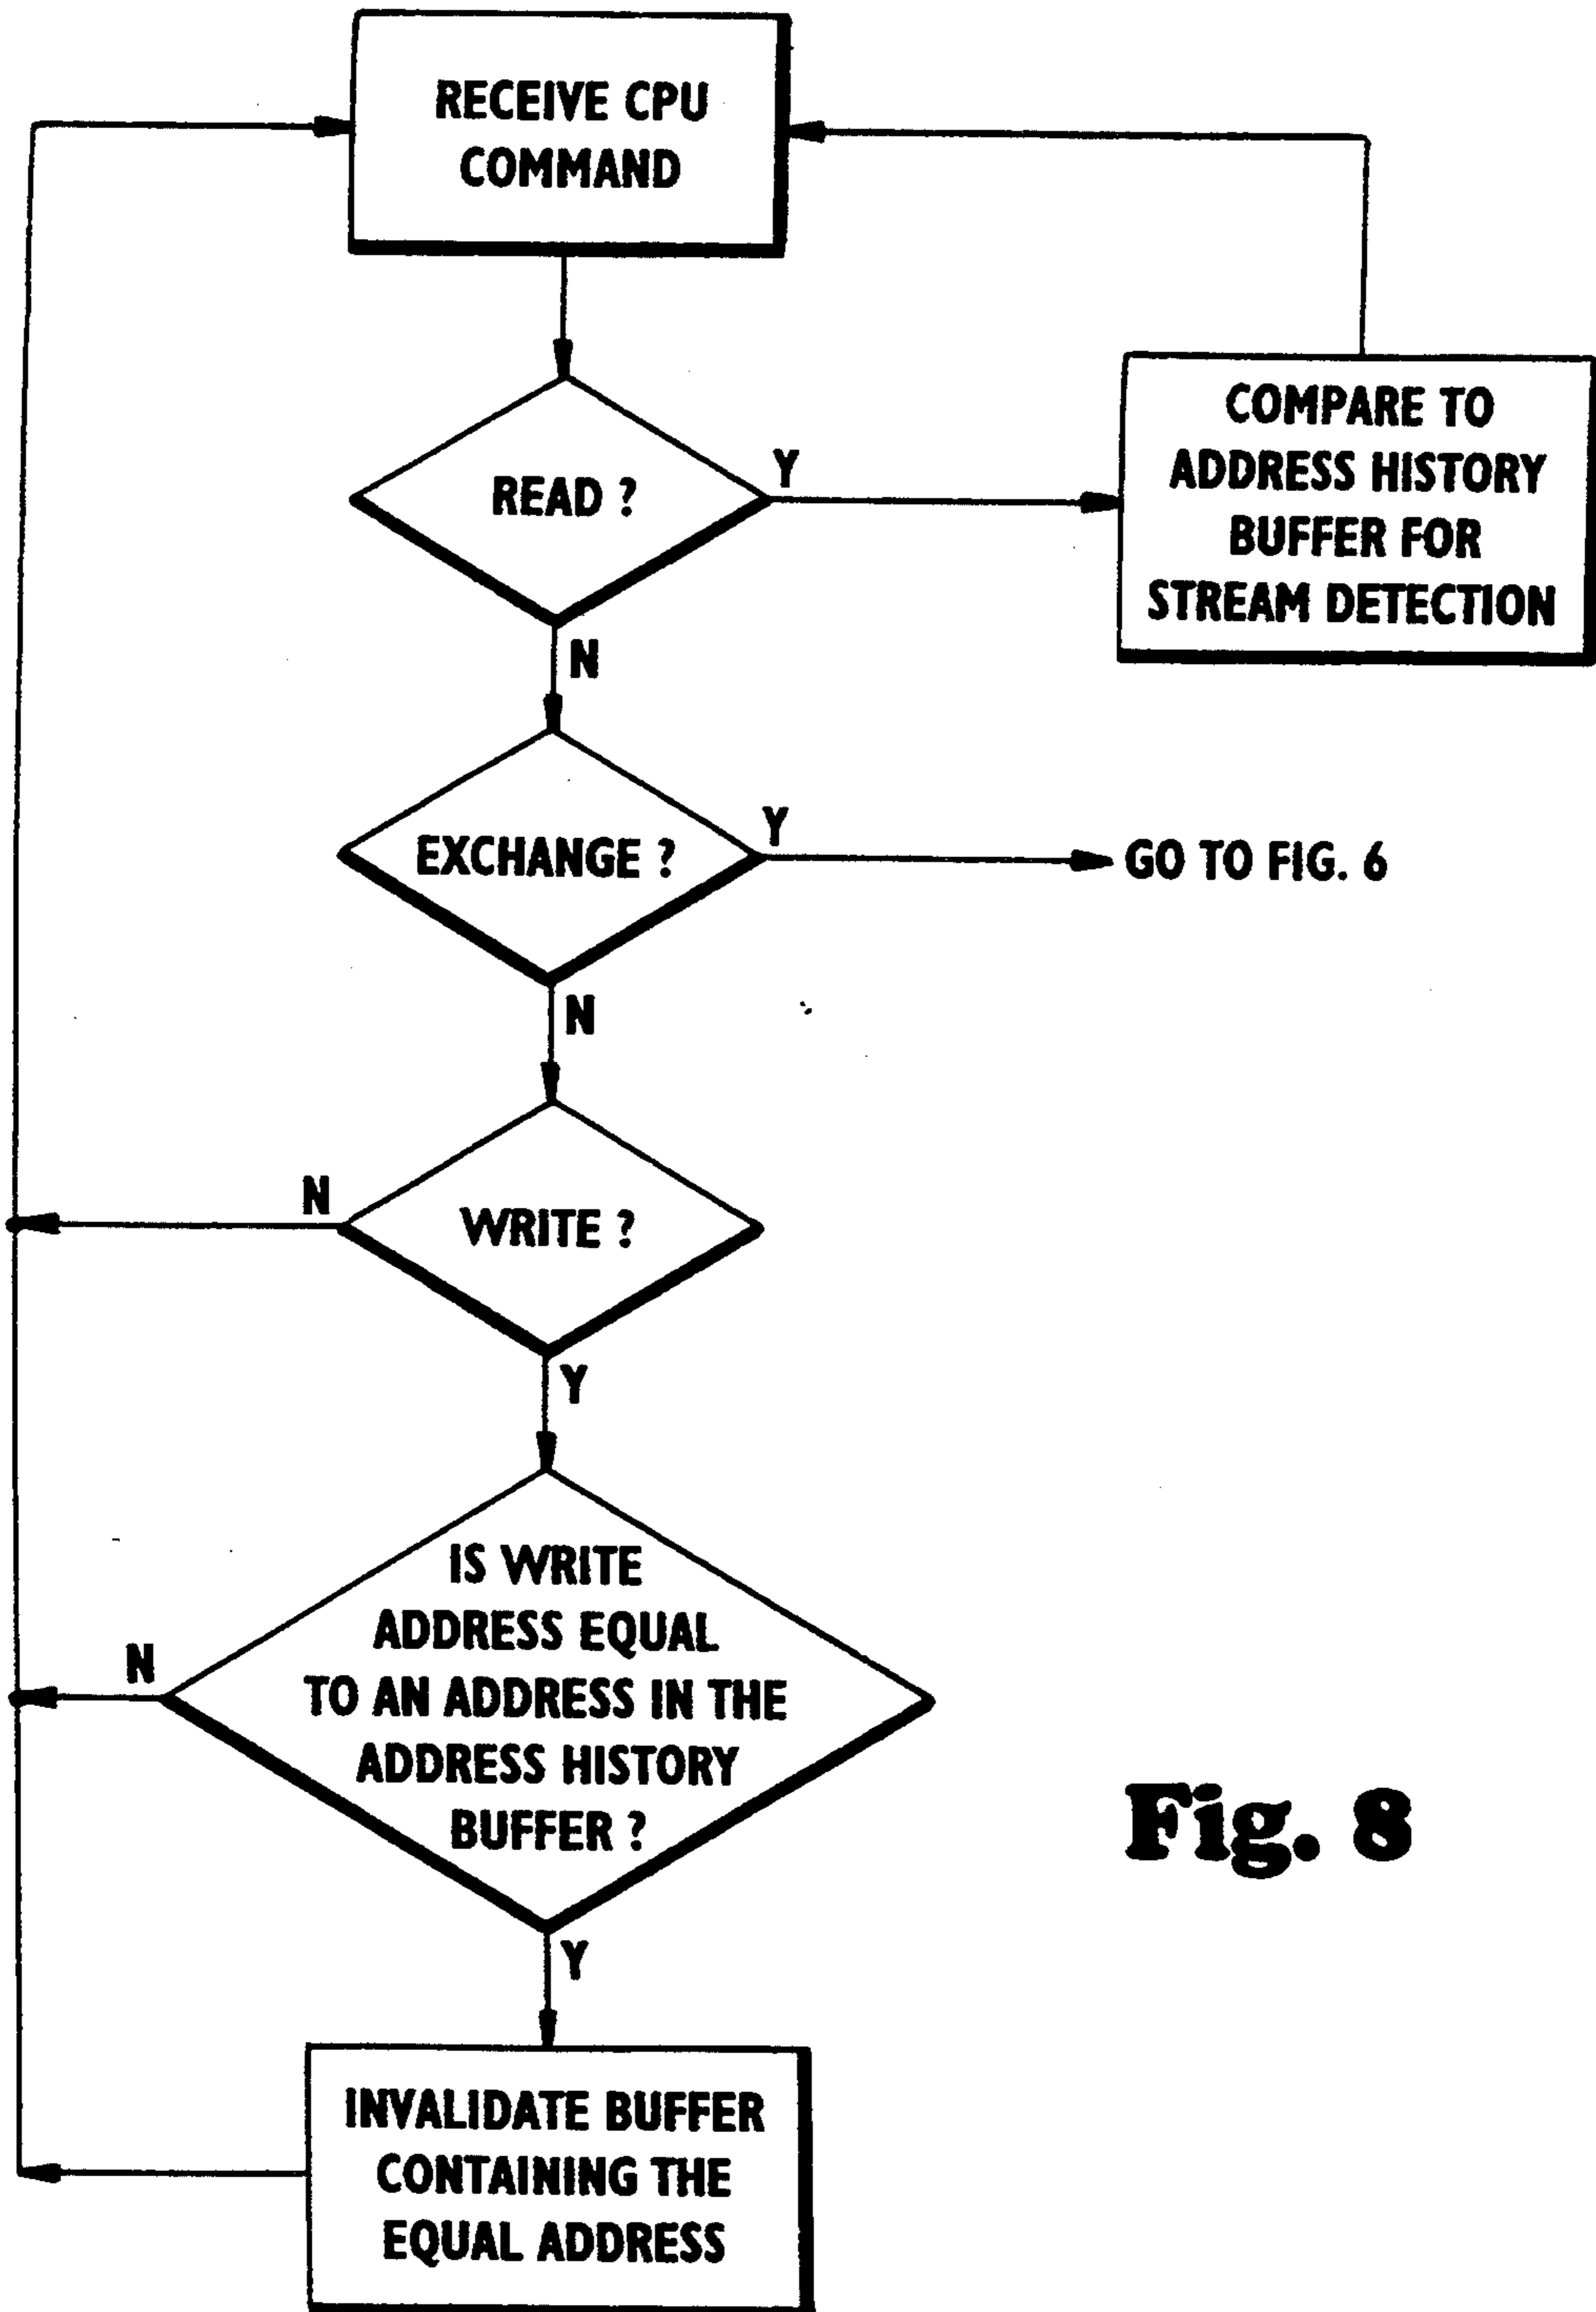 RECEIVE CPU
COMMAND
READ ?
Y
COMPARE TO
ADDRESS HISTORY
BUFFER FOR
STREAM DETECTION
N
EXCHANGE ?
Y
GO TO FIG. 6
N
WRITE ?
N
Y
IS WRITE
ADDRESS EQUAL
TO AN ADDRESS IN THE
ADDRESS HISTORY
BUFFER ?
N
Y
INVALIDATE BUFFER
CONTAINING THE
EQUAL ADDRESS
Fig. 8